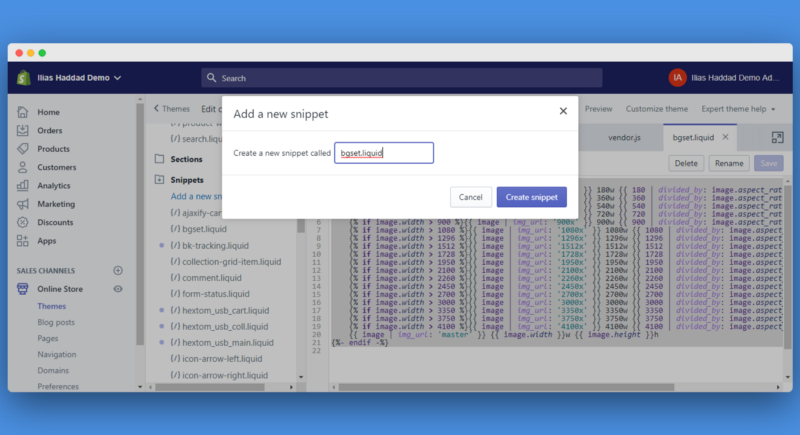 Ilias Haddad Demo
Search
IA
Ilias Haddad Demo Ad...
Home
Orders
Products
Customers
Analytics
Marketing
Discounts
Apps
SALES CHANNELS
Online Store
Themes
Blog posts
Pages
Navigation
Domains
Preferences
Themes
Edit
Preview
Customize theme
Expert theme help
{/} search.liqu
Sections
Snippets
Add a new sn
{/} ajaxify-car
{/} bgset.liquid
{/} bk-tracking.liquid
{/} collection-grid-item.liquid
{/} comment.liquid
{/} form-status.liquid
{/} hextom_usb_cart.liquid
{/} hextom_usb_coll.liquid
{/} hextom_usb_main.liquid
{/} icon-arrow-left.liquid
{/} icon-arrow-right.liquid
Add a new snippet
Create a new snippet called
bgset.liquid
Cancel
Create snippet
vendor.js
bgset.liquid
Delete
Rename
Save
}} 180w {{ 180 | divided_by: image.aspect_rat
}} 360w {{ 360 | divided_by: image.aspect_rat
}} 540w {{ 540 | divided_by: image.aspect_rat
}} 720w {{ 720 | divided_by: image.aspect_rat
6 {% if image.width > 900 %}{{ image | img_url: '900x' }} 900w {{ 900 | divided_by: image.aspect_rat
7 {% if image.width > 1080 %}{{ image | img_url: '1080x' }} 1080w {{ 1080 | divided_by: image.aspect_
8 {% if image.width > 1296 %}{{ image | img_url: '1296x' }} 1296w {{ 1296 | divided_by: image.aspect_
9 {% if image.width > 1512 %}{{ image | img_url: '1512x' }} 1512w {{ 1512 | divided_by: image.aspect_
10 {% if image.width > 1728 %}{{ image | img_url: '1728x' }} 1728w {{ 1728 | divided_by: image.aspect_
11 {% if image.width > 1950 %}{{ image | img_url: '1950x' }} 1950w {{ 1950 | divided_by: image.aspect_
12 {% if image.width > 2100 %}{{ image | img_url: '2100x' }} 2100w {{ 2100 | divided_by: image.aspect_
13 {% if image.width > 2260 %}{{ image | img_url: '2260x' }} 2260w {{ 2260 | divided_by: image.aspect_
14 {% if image.width > 2450 %}{{ image | img_url: '2450x' }} 2450w {{ 2450 | divided_by: image.aspect_
15 {% if image.width > 2700 %}{{ image | img_url: '2700x' }} 2700w {{ 2700 | divided_by: image.aspect_
16 {% if image.width > 3000 %}{{ image | img_url: '3000x' }} 3000w {{ 3000 | divided_by: image.aspect_
17 {% if image.width > 3350 %}{{ image | img_url: '3350x' }} 3350w {{ 3350 | divided_by: image.aspect_
18 {% if image.width > 3750 %}{{ image | img_url: '3750x' }} 3750w {{ 3750 | divided_by: image.aspect_
19 {% if image.width > 4100 %}{{ image | img_url: '4100x' }} 4100w {{ 4100 | divided_by: image.aspect_
20 {{ image | img_url: 'master' }} {{ image.width }}w {{ image.height }}h
21 {%- endif -%}
22